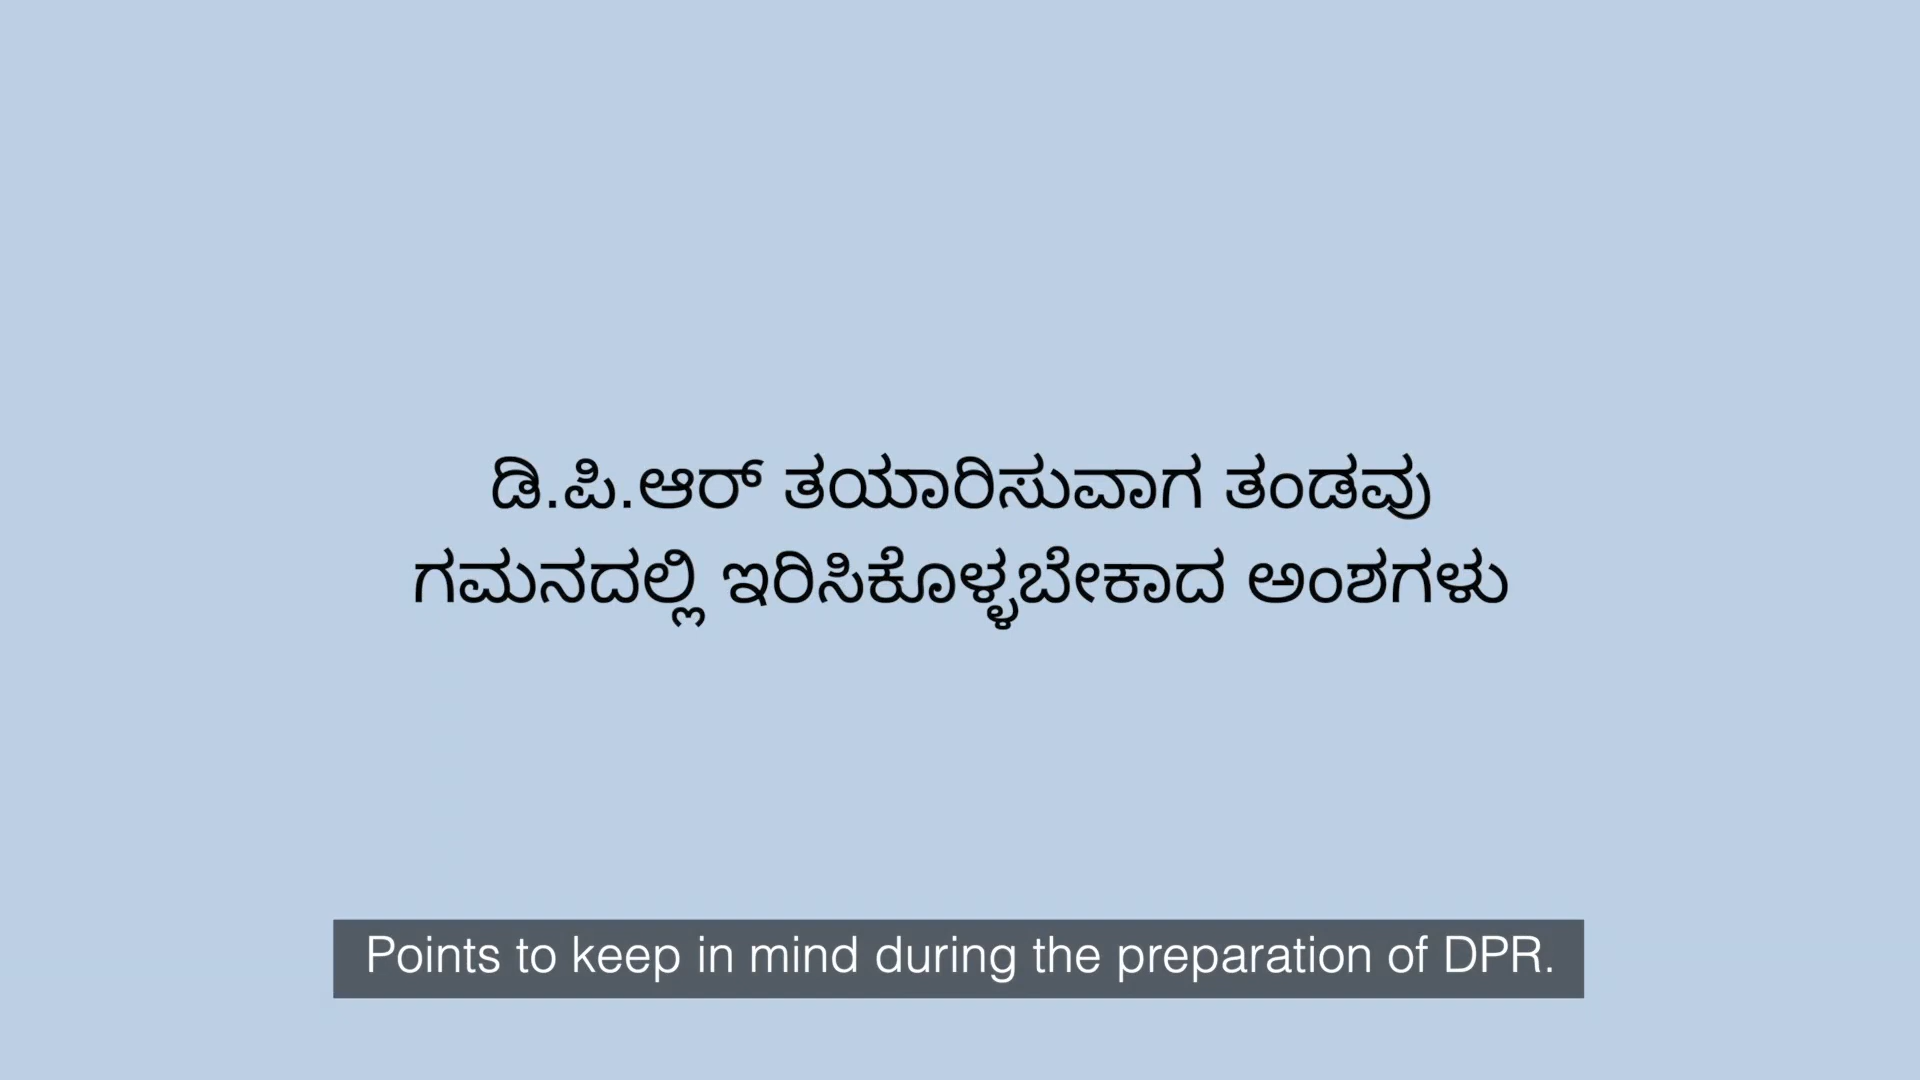 ಡಿ.ಪಿ.ಆರ್ ತಯಾರಿಸುವಾಗ ತಂಡವು
ಗಮನದಲ್ಲಿ ಇರಿಸಿಕೊಳ್ಳಬೇಕಾದ ಅಂಶಗಳು
Points to keep in mind during the preparation of DPR.